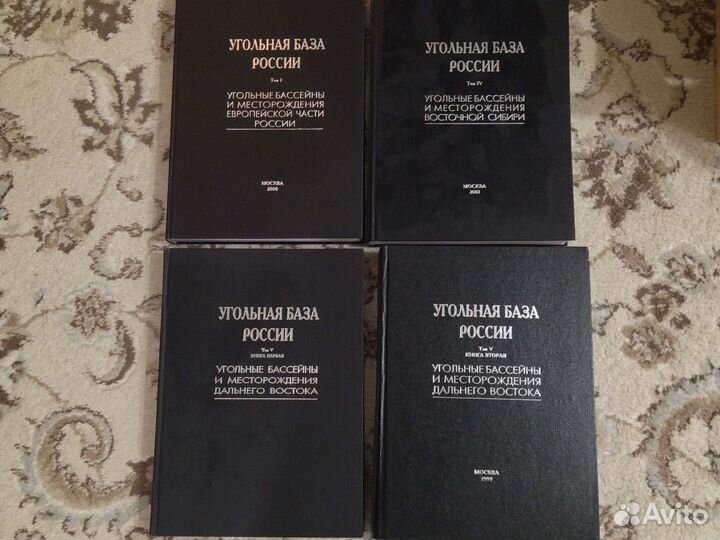 УГОЛЬНАЯ БАЗА
РОССИИ
Том I
УГОЛЬНЫЕ БАССЕЙНЫ
И МЕСТОРОЖДЕНИЯ
ЕВРОПЕЙСКОЙ ЧАСТИ
РОССИИ
МОСКВА
2000
УГОЛЬНАЯ БАЗА
РОССИИ
Том IV
УГОЛЬНЫЕ БАССЕЙНЫ
И МЕСТОРОЖДЕНИЯ
ВОСТОЧНОЙ СИБИРИ
МОСКВА
2001
УГОЛЬНАЯ БАЗА
РОССИИ
Том V
КНИГА ПЕРВАЯ
УГОЛЬНЫЕ БАССЕЙНЫ
И МЕСТОРОЖДЕНИЯ
ДАЛЬНЕГО ВОСТОКА
УГОЛЬНАЯ БАЗА
РОССИИ
Том V
КНИГА ВТОРАЯ
УГОЛЬНЫЕ БАССЕЙНЫ
И МЕСТОРОЖДЕНИЯ
ДАЛЬНЕГО ВОСТОКА
МОСКВА
1999
Avito